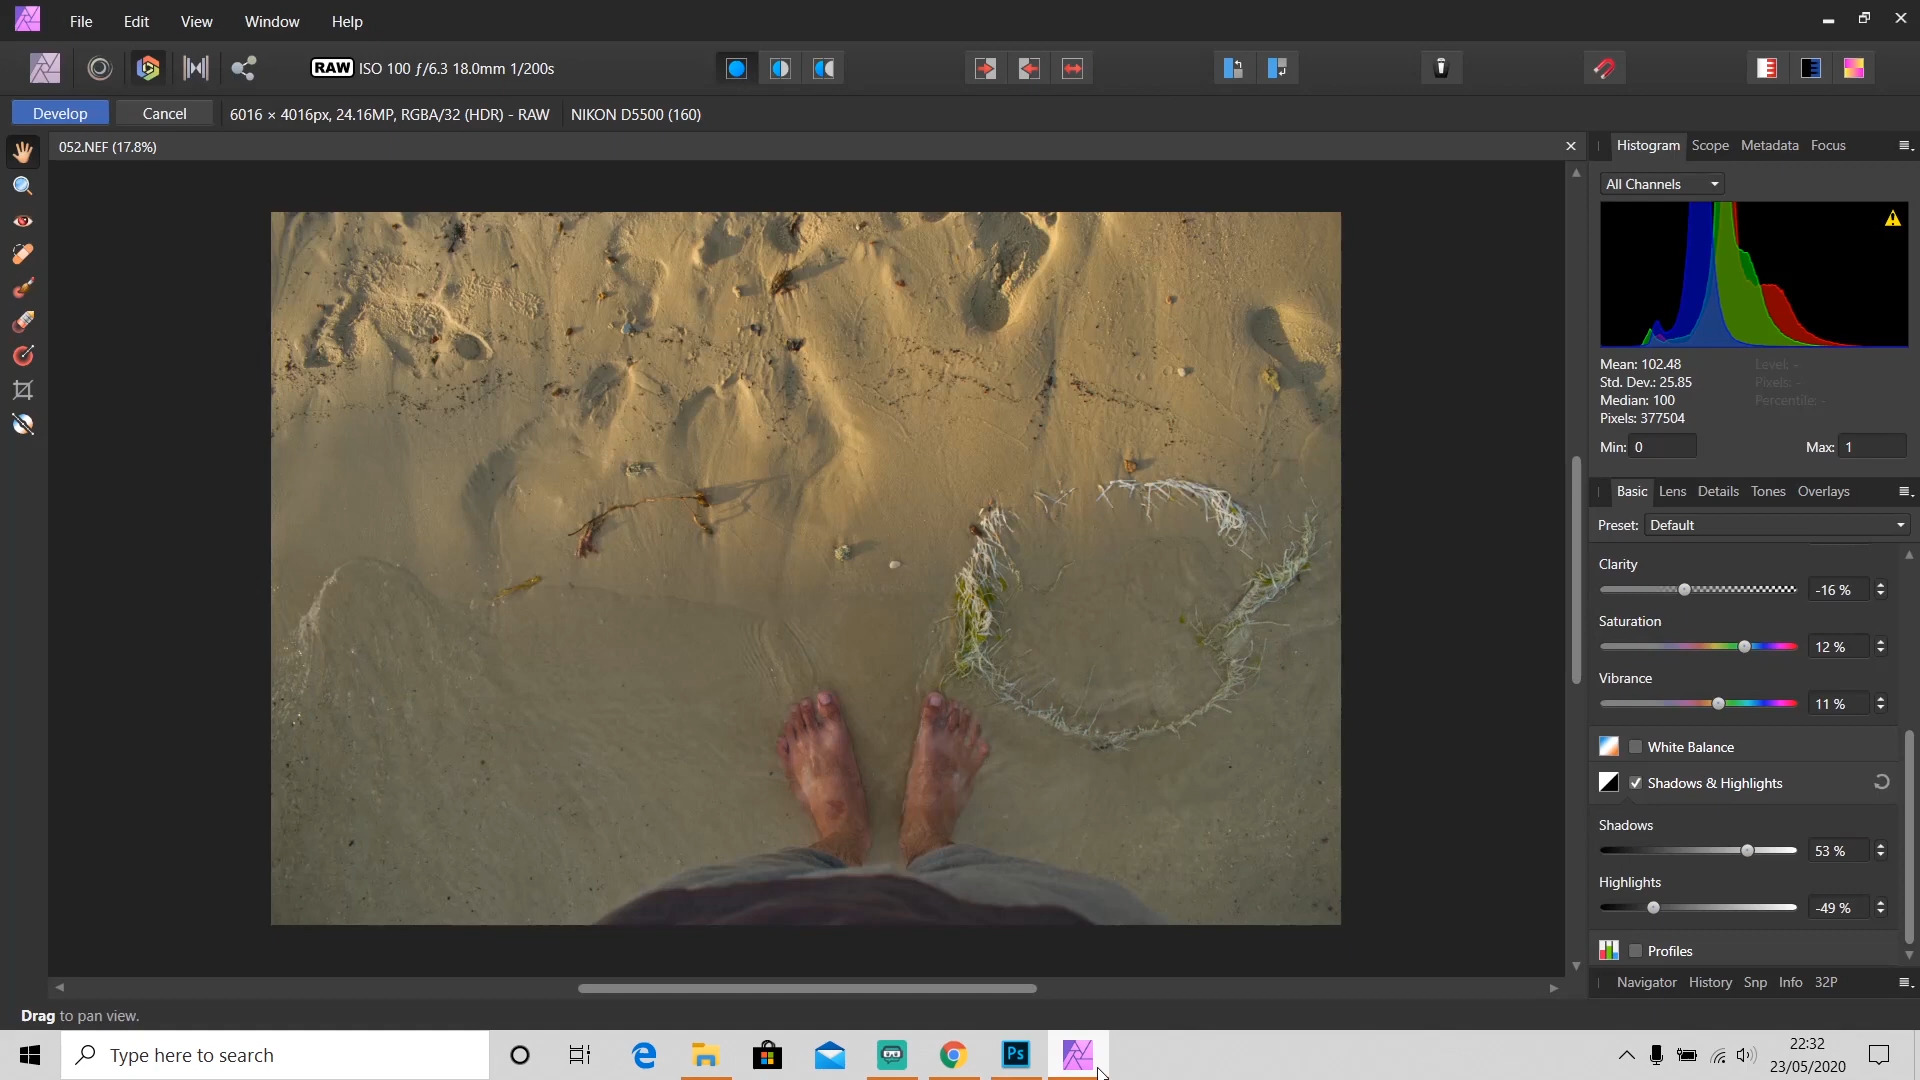 File Edit View Window Help
RAW ISO 100 ƒ/6.3 18.0mm 1/200s
Develop Cancel 6016 × 4016px, 24.16MP, RGBA/32 (HDR) - RAW NIKON D5500 (160)
052.NEF (17.8%)
Histogram Scope Metadata Focus
All Channels
Mean: 102.48 Level: -
Std. Dev.: 25.85 Pixels: -
Median: 100 Percentile: -
Pixels: 377504
Min: 0 Max: 1
Basic Lens Details Tones Overlays
Preset: Default
Clarity
-16 %
Saturation
12 %
Vibrance
11 %
White Balance
Shadows & Highlights
Shadows
53 %
Highlights
-49 %
Profiles
Navigator History Snp Info 32P
Drag to pan view.
Type here to search
Ps
22:32
23/05/2020